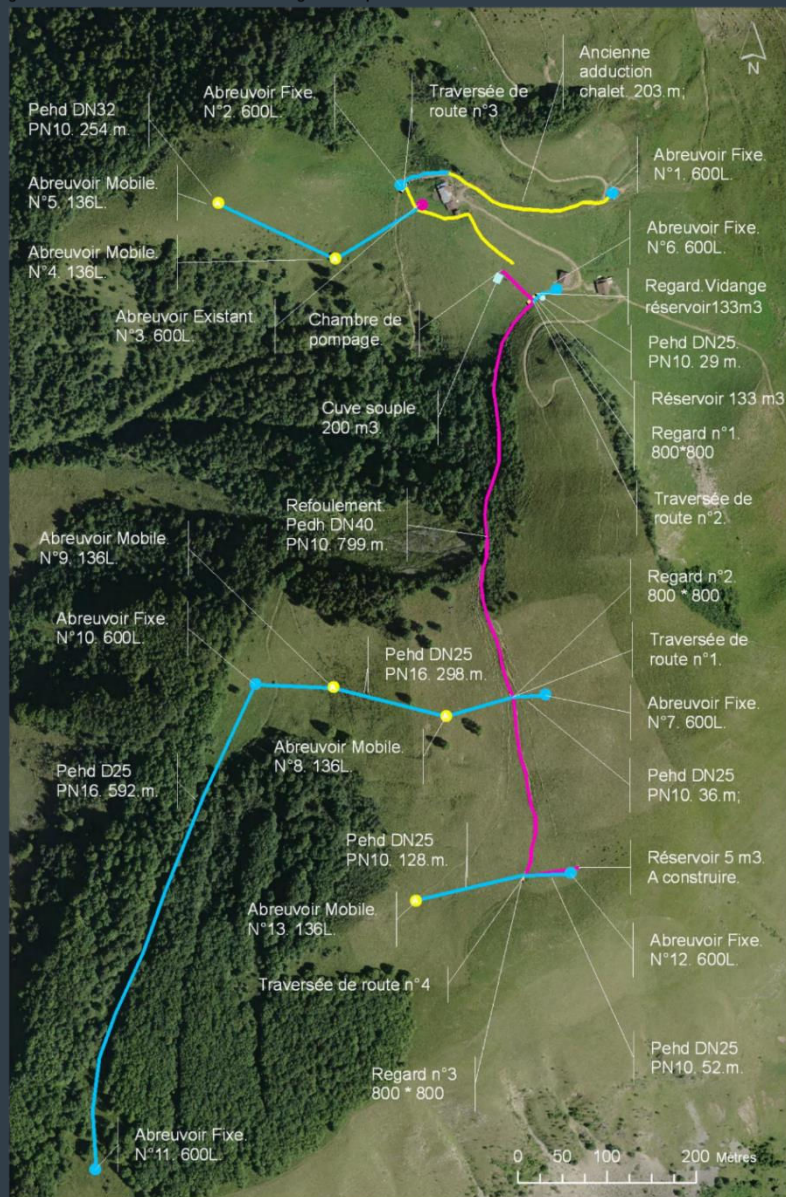 Ancienne
adduction
chalet. 203 m;
N
Abreuvoir Fixe.
N°2. 600L.
Traversée de
route n°3
Pehd DN32
PN10. 254.m.
Abreuvoir Fixe.
N°1. 600L.
Abreuvoir Mobile.
N°5. 136L.
Abreuvoir Mobile.
N°4. 136L.
Abreuvoir Fixe.
N°6. 600L.
Abreuvoir Existant.
N°3. 600L.
Chambre de
pompage.
Regard.Vidange
réservoir133m3
Pehd DN25.
PN10. 29 m.
Cuve souple
200 m3.
Réservoir 133 m3
Regard n°1.
800*800
Traversée de
route n°2.
Refoulement.
Pedh DN40.
PN10. 799.m.
Abreuvoir Mobile.
N°9. 136L.
Regard n°2.
800 * 800
Abreuvoir Fixe.
N°10. 600L.
Pehd DN25
PN16. 298.m.
Traversée de
route n°1.
Abreuvoir Fixe.
N°7. 600L.
Abreuvoir Mobile.
N°8. 136L.
Pehd D25
PN16. 592.m.
Pehd DN25
PN10. 36.m;
Pehd DN25
PN10. 128.m.
Réservoir 5 m3.
A construire.
Abreuvoir Mobile.
N°13. 136L.
Abreuvoir Fixe.
N°12. 600L.
Traversée de route n°4
Pehd DN25
PN10. 52.m.
Regard n°3
800 * 800
Abreuvoir Fixe.
N°11. 600L.
0 50 100 200 Mètres